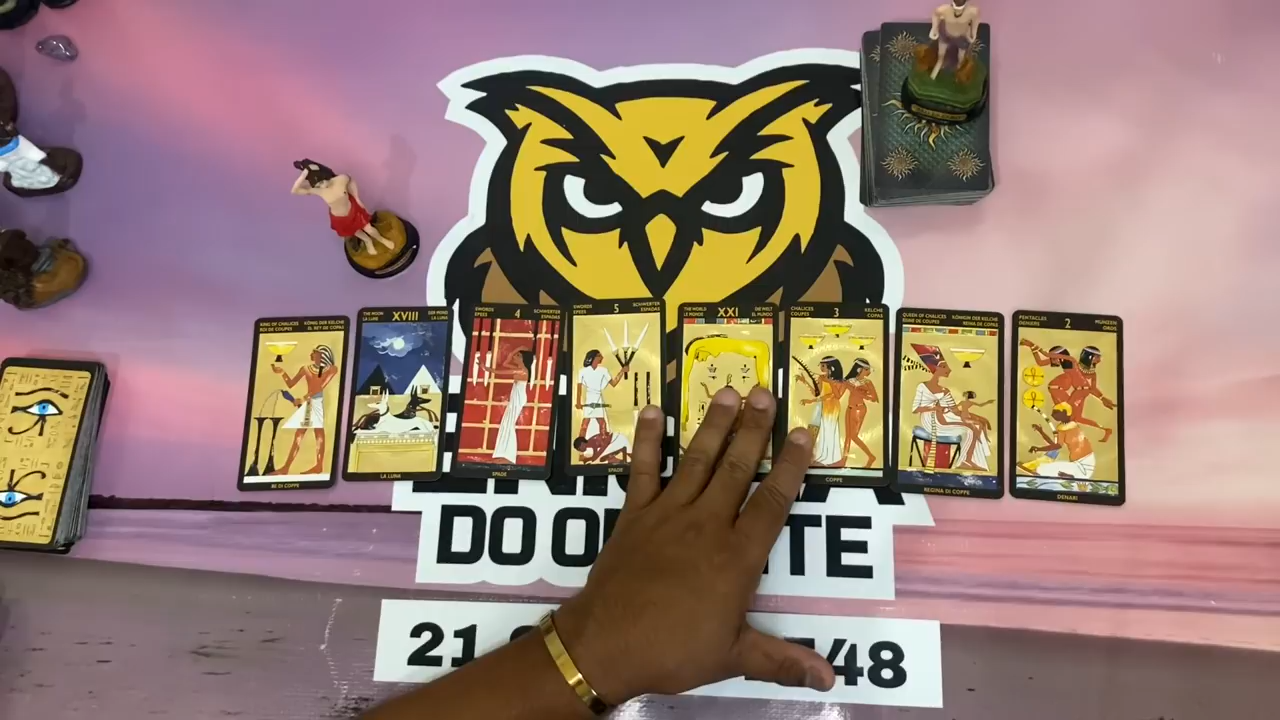 KING OF CHALICES KÖNIG DER KELCHE
ROI DE COUPES EL REY DE COPAS
RE DI COPPE
THE MOON XVIII DER MOND
LA LUNE LA LUNA
LA LUNA
SWORDS 4 SCHWERTER
EPEES ESPADAS
SPADE
SWORDS 5 SCHWERTER
EPEES ESPADAS
SPADE
THE WORLD XXI DIE WELT
LE MONDE EL MUNDO
CHALICES 3 KELCHE
COUPES COPAS
COPPE
QUEEN OF CHALICES KÖNIGIN DER KELCHE
REINE DE COUPES REINA DE COPAS
REGINA DI COPPE
PENTACLES 2 MÜNZEN
DENIERS OROS
DENARI
DO
21
48